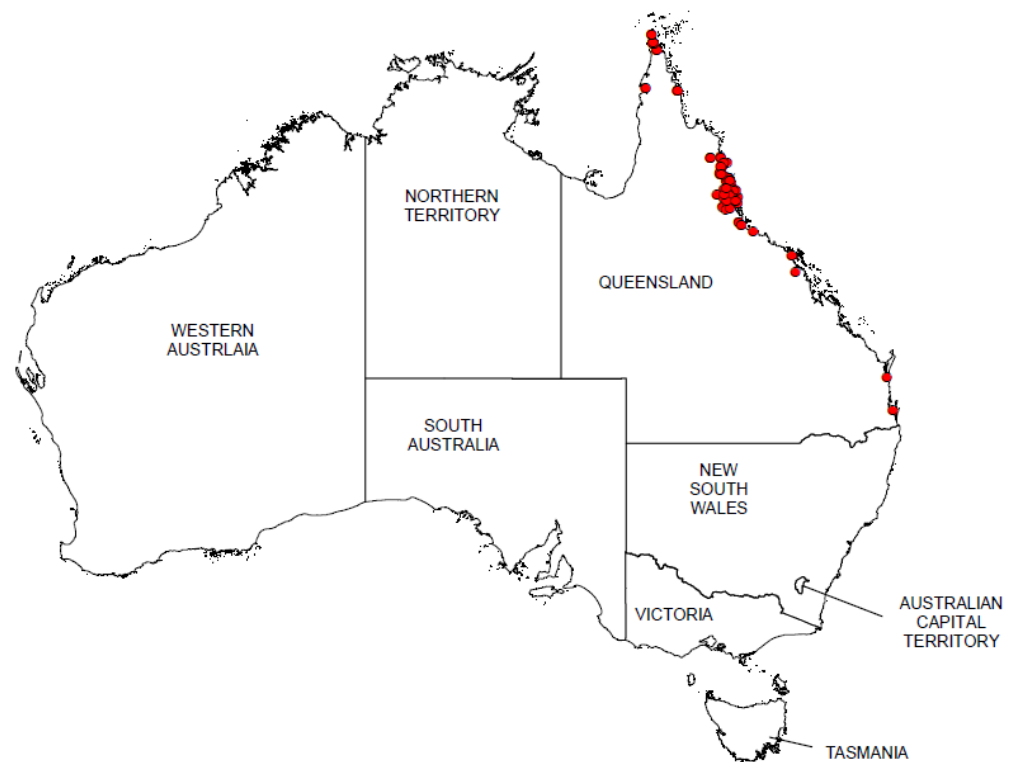 NORTHERN
TERRITORY
QUEENSLAND
WESTERN
AUSTRLAIA
SOUTH
AUSTRALIA
NEW
SOUTH
WALES
VICTORIA
AUSTRALIAN
CAPITAL
TERRITORY
TASMANIA